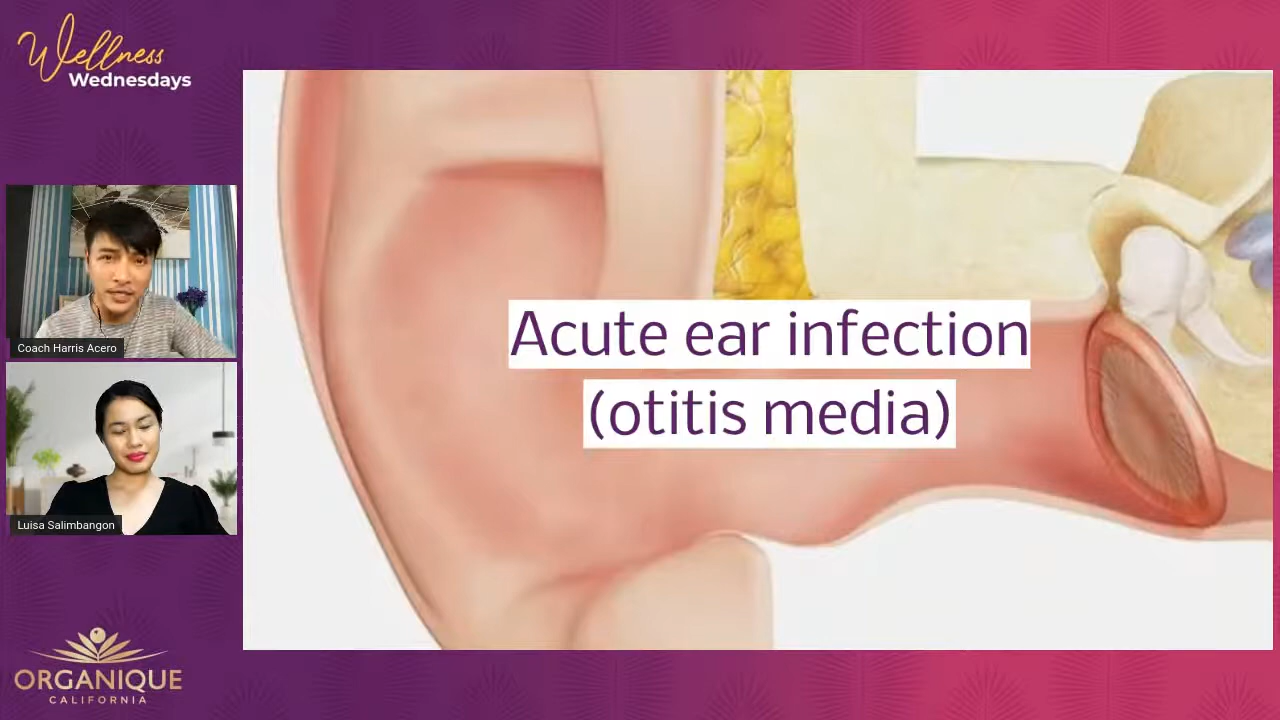 Wellness
Wednesdays
Coach Harris Acero
Luisa Salimbangon
ORGANIQUE
CALIFORNIA
Acute ear infection
(otitis media)